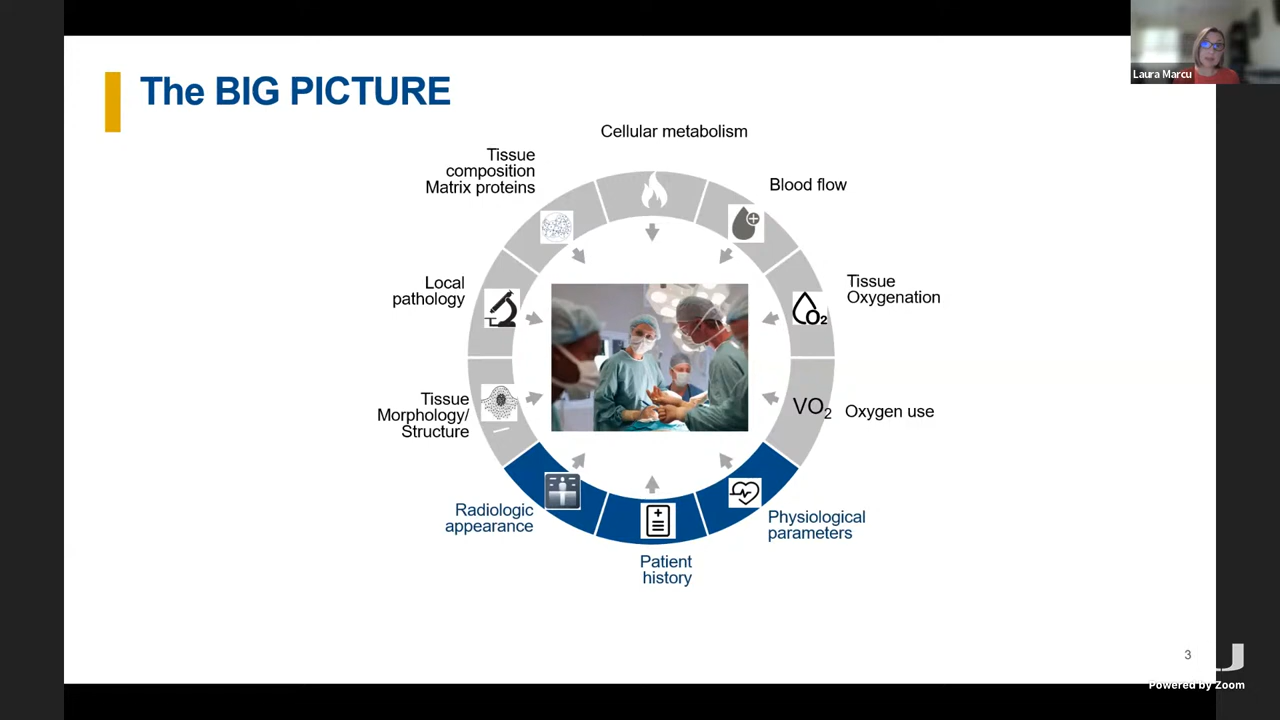 The BIG PICTURE
Laura Marcu
Cellular metabolism
Tissue
composition
Matrix proteins
Blood flow
Local
pathology
Tissue
Oxygenation
O2
Tissue
Morphology/
Structure
VO2
Oxygen use
Radiologic
appearance
Patient
history
Physiological
parameters
3
Powered by Zoom